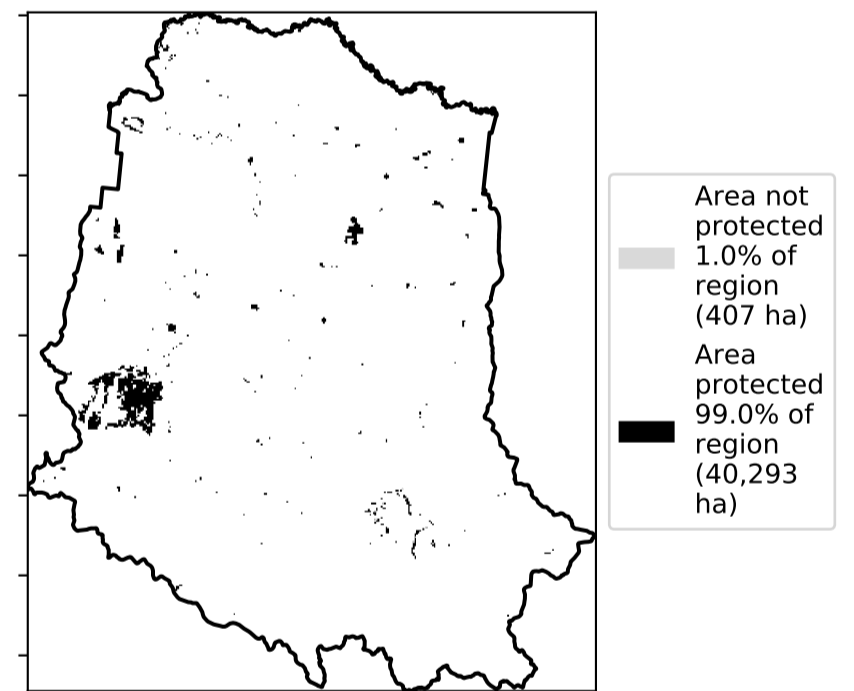 Area not
protected
1.0% of
region
(407 ha)
Area
protected
99.0% of
region
(40,293
ha)